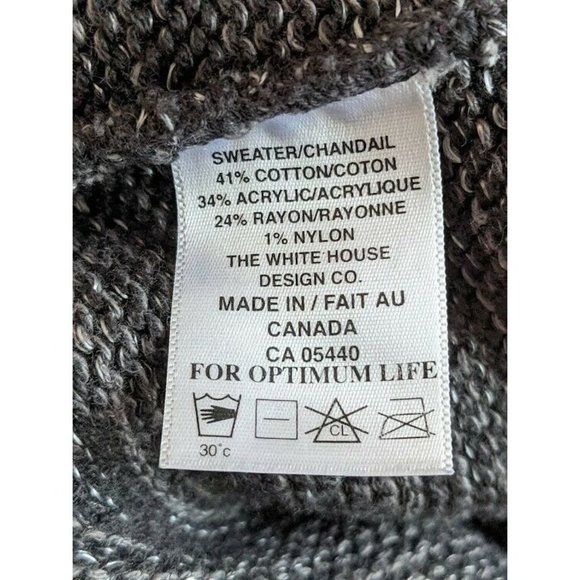 SWEATER/CHANDAIL
41% COTTON/COTON
34% ACRYLIC/ACRYLIQUE
24% RAYON/RAYONNE
1% NYLON
THE WHITE HOUSE
DESIGN CO.
MADE IN / FAIT AU
CANADA
CA 05440
FOR OPTIMUM LIFE
CL
30°c